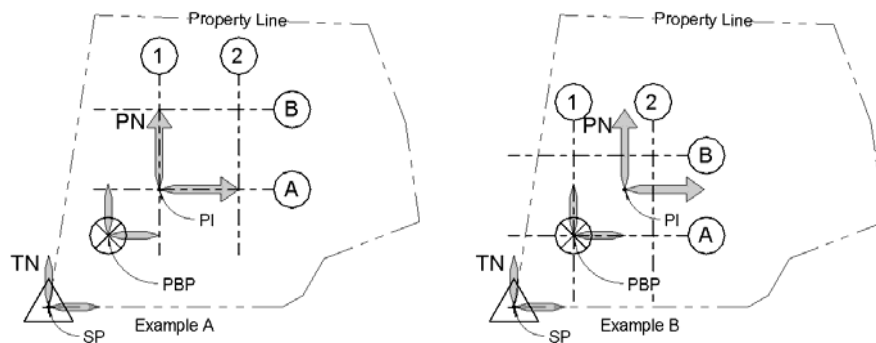 Property Line
1
2
B
PN
A
PI
PBP
TN
SP
Example A
Property Line
1
2
PN
B
PI
A
PBP
TN
SP
Example B